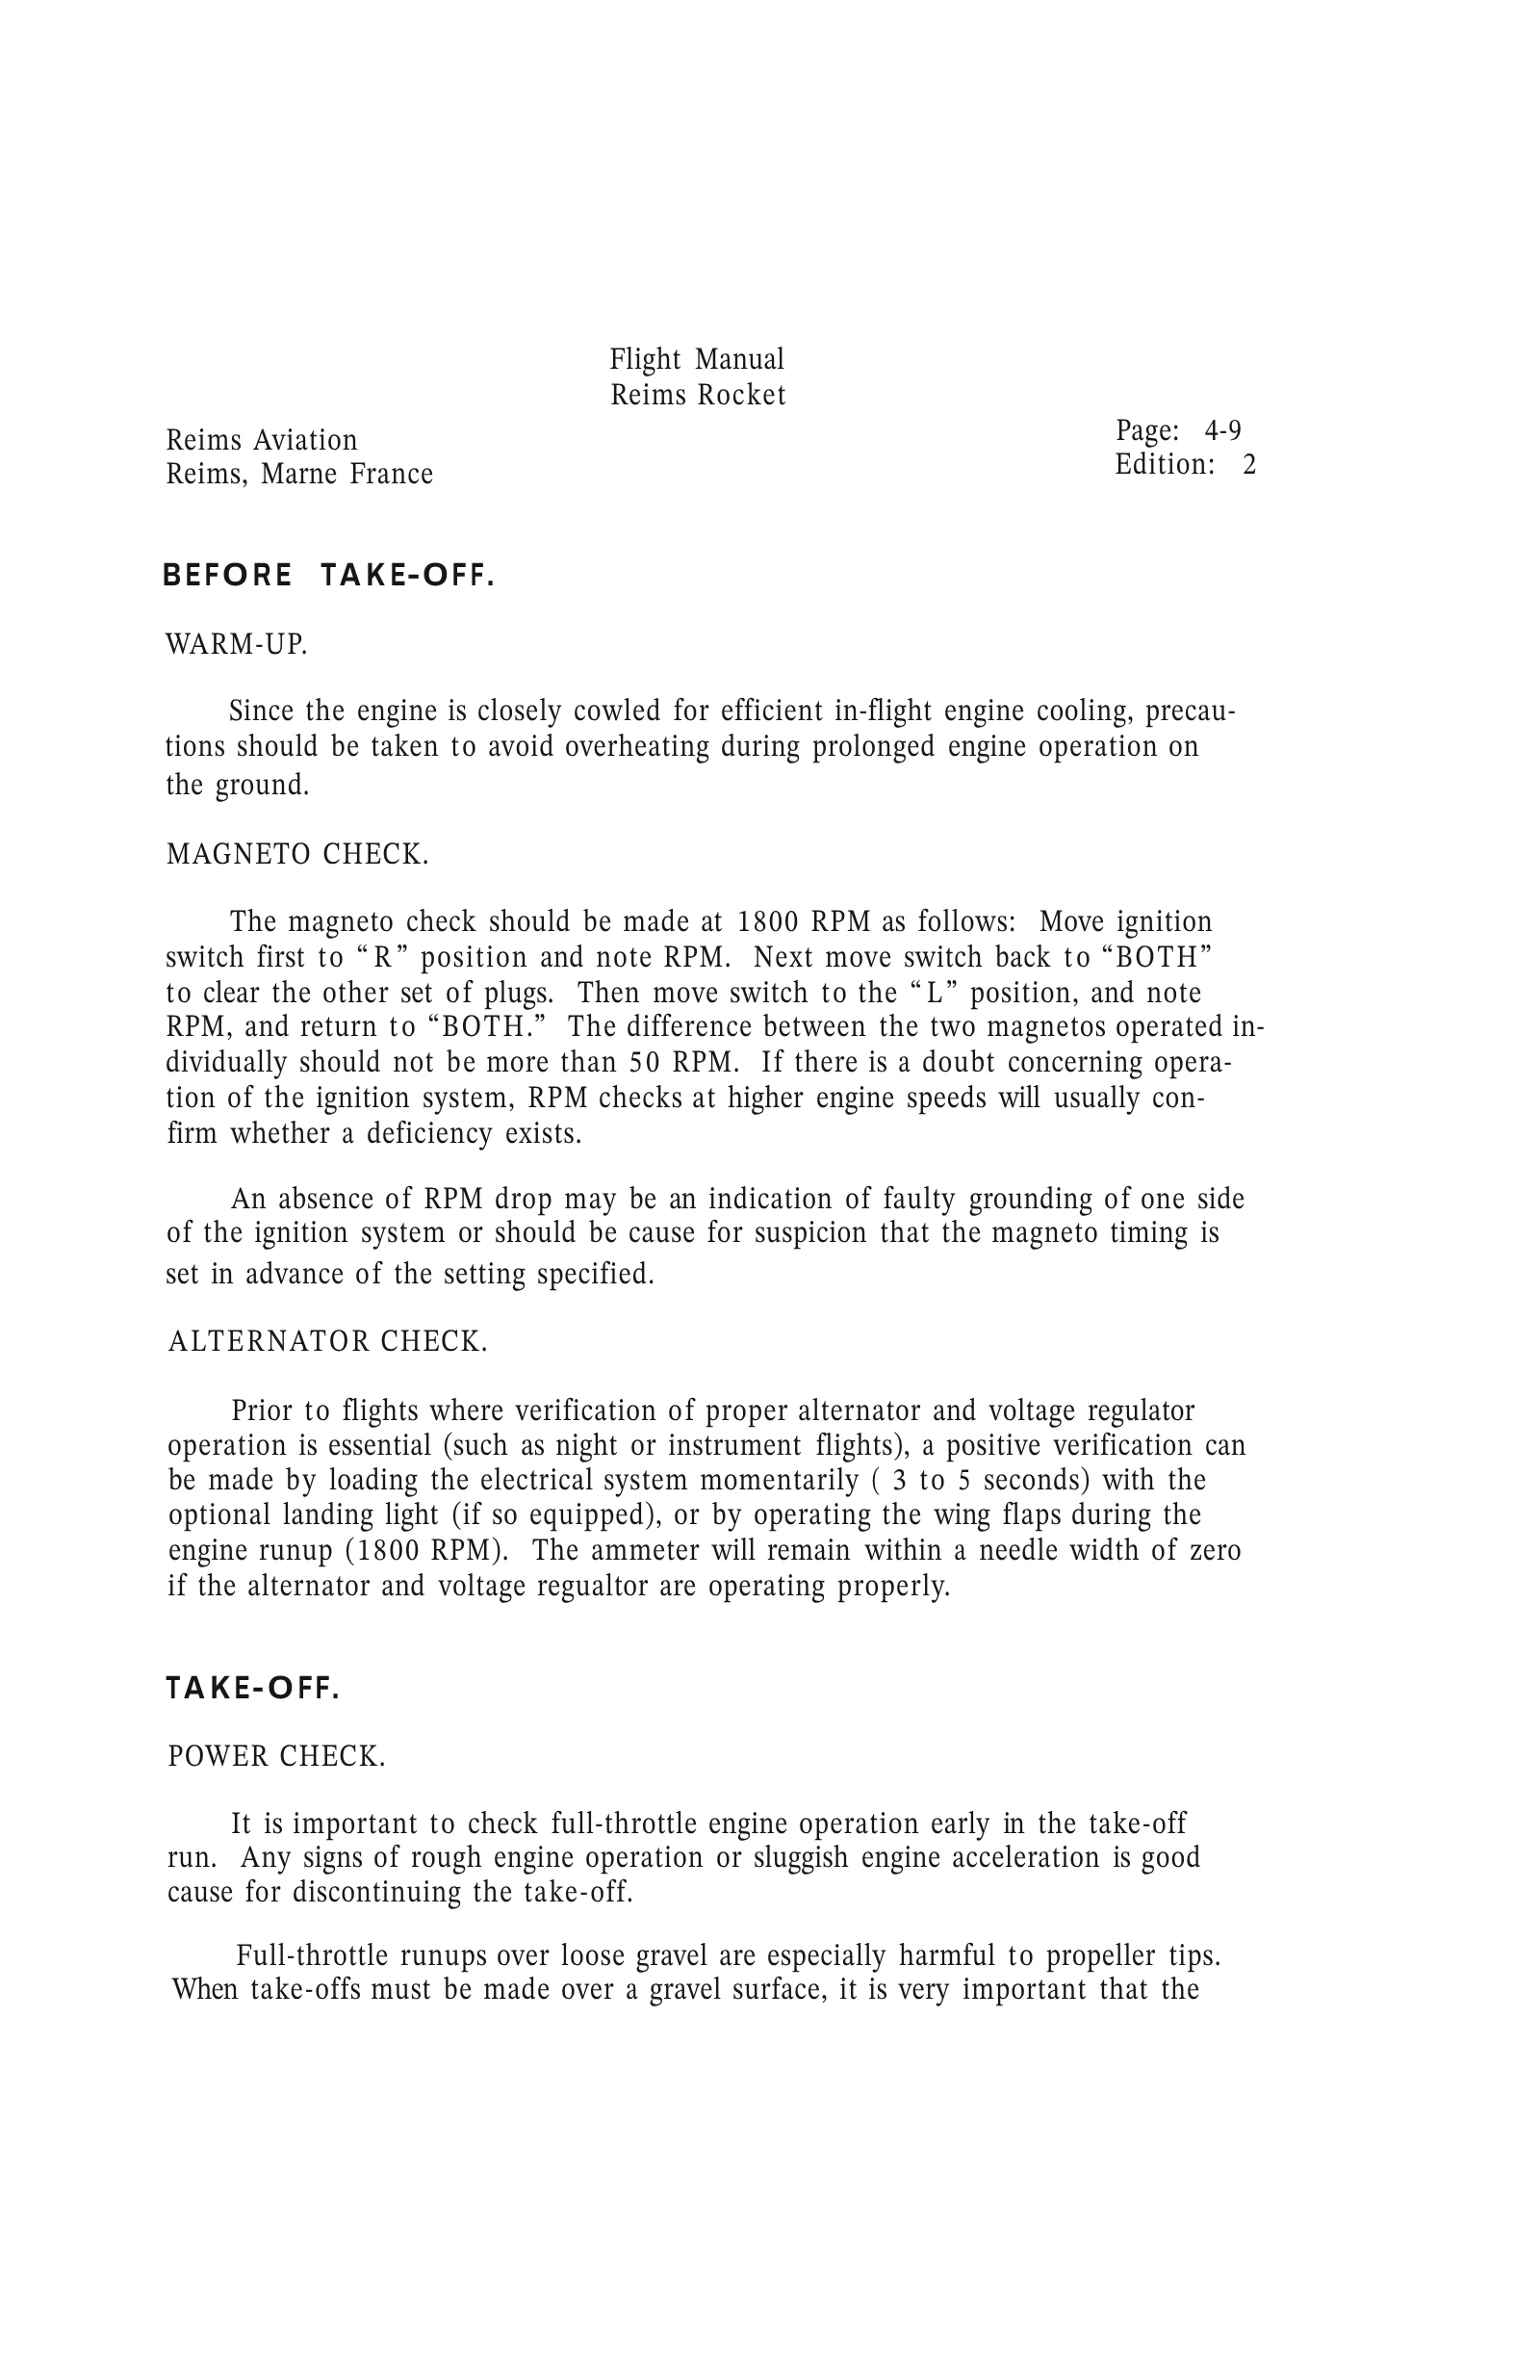 Flight Manual
Reims Rocket
Reims Aviation
Reims, Marne France
Page: 4-9
Edition: 2
BEFORE TAKE-OFF.
WARM-UP.
Since the engine is closely cowled for efficient in-flight engine cooling, precau-
tions should be taken to avoid overheating during prolonged engine operation on
the ground.
MAGNETO CHECK.
The magneto check should be made at 1800 RPM as follows: Move ignition
switch first to “R” position and note RPM. Next move switch back to “BOTH”
to clear the other set of plugs. Then move switch to the “L” position, and note
RPM, and return to “BOTH.” The difference between the two magnetos operated in-
dividually should not be more than 50 RPM. If there is a doubt concerning opera-
tion of the ignition system, RPM checks at higher engine speeds will usually con-
firm whether a deficiency exists.
An absence of RPM drop may be an indication of faulty grounding of one side
of the ignition system or should be cause for suspicion that the magneto timing is
set in advance of the setting specified.
ALTERNATOR CHECK.
Prior to flights where verification of proper alternator and voltage regulator
operation is essential (such as night or instrument flights), a positive verification can
be made by loading the electrical system momentarily ( 3 to 5 seconds) with the
optional landing light (if so equipped), or by operating the wing flaps during the
engine runup (1800 RPM). The ammeter will remain within a needle width of zero
if the alternator and voltage regualtor are operating properly.
TAKE-OFF.
POWER CHECK.
It is important to check full-throttle engine operation early in the take-off
run. Any signs of rough engine operation or sluggish engine acceleration is good
cause for discontinuing the take-off.
Full-throttle runups over loose gravel are especially harmful to propeller tips.
When take-offs must be made over a gravel surface, it is very important that the